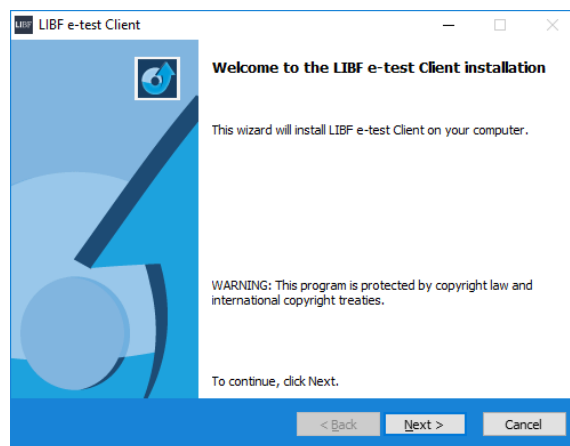 LIBF LIBF e-test Client
Welcome to the LIBF e-test Client installation
This wizard will install LIBF e-test Client on your computer.
WARNING: This program is protected by copyright law and
international copyright treaties.
To continue, click Next.
< Back Next > Cancel